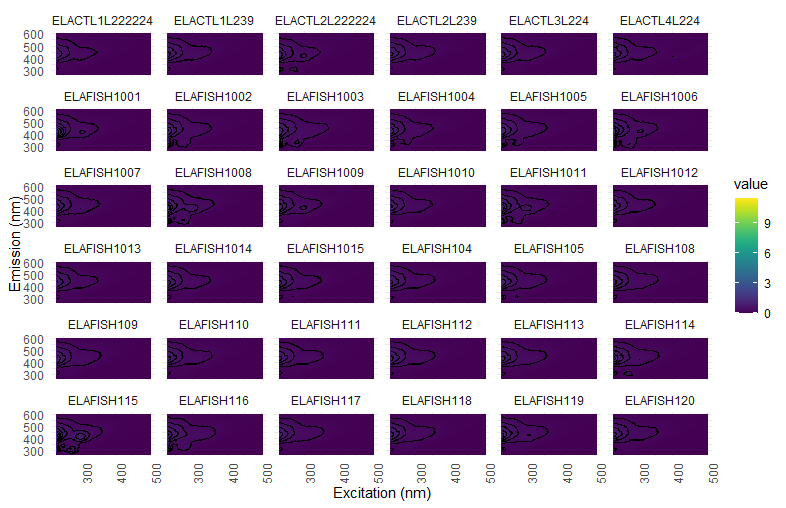 ELACTL1L222224 ELACTL1L239 ELACTL2L222224 ELACTL2L239 ELACTL3L224 ELACTL4L224
600
500
400
300
ELAFISH1001 ELAFISH1002 ELAFISH1003 ELAFISH1004 ELAFISH1005 ELAFISH1006
600
500
400
300
ELAFISH1007 ELAFISH1008 ELAFISH1009 ELAFISH1010 ELAFISH1011 ELAFISH1012
600
500
400
300
ELAFISH1013 ELAFISH1014 ELAFISH1015 ELAFISH104 ELAFISH105 ELAFISH108
600
500
400
300
ELAFISH109 ELAFISH110 ELAFISH111 ELAFISH112 ELAFISH113 ELAFISH114
600
500
400
300
ELAFISH115 ELAFISH116 ELAFISH117 ELAFISH118 ELAFISH119 ELAFISH120
600
500
400
300
300 400 500 300 400 500 300 400 500 300 400 500 300 400 500 300 400 500
Excitation (nm)
Emission (nm)
value
9
6
3
0